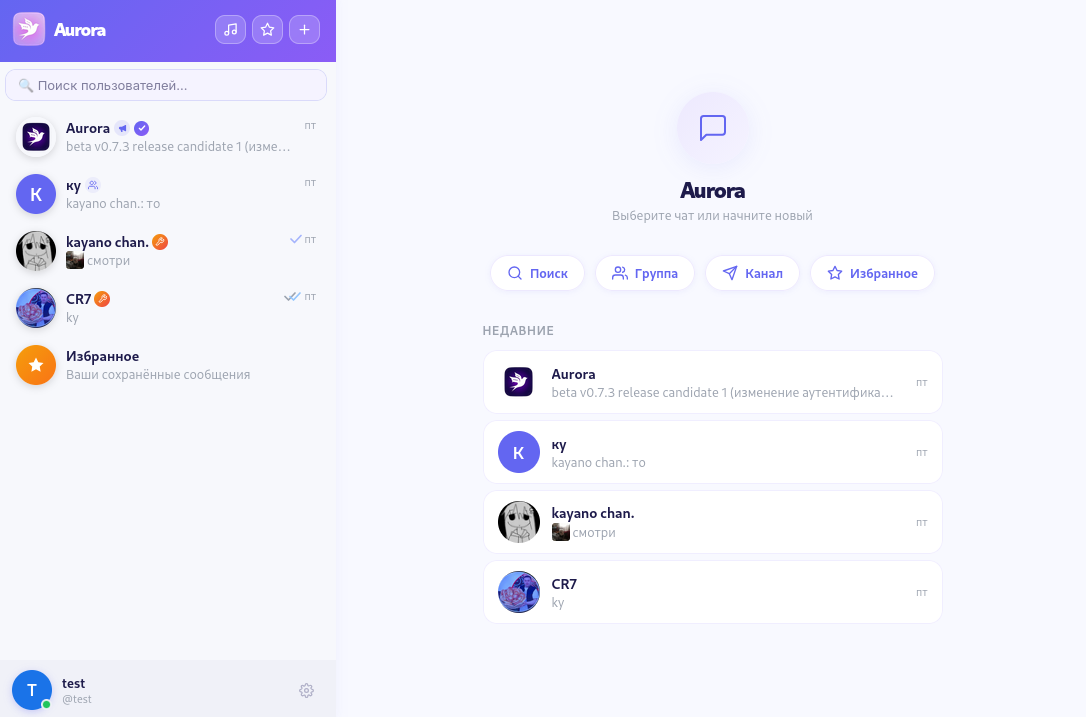 Aurora
🔍 Поиск пользователей...
Aurora
пт
beta v0.7.3 release candidate 1 (изме...
K
ку
пт
kayano chan.: то
kayano chan.
пт
смотри
CR7
пт
ку
Избранное
Ваши сохранённые сообщения
T
test
@test
Aurora
Выберите чат или начните новый
Поиск
Группа
Канал
Избранное
НЕДАВНИЕ
Aurora
beta v0.7.3 release candidate 1 (изменение аутентифика...
пт
K
ку
kayano chan.: то
пт
kayano chan.
смотри
пт
CR7
ку
пт